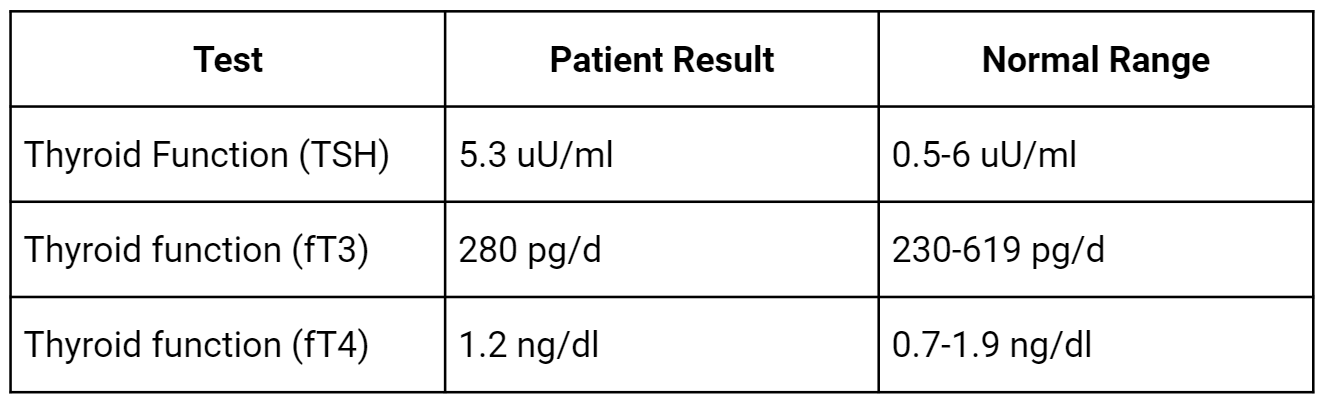 Test Patient Result Normal Range
Thyroid Function (TSH) 5.3 uU/ml 0.5-6 uU/ml
Thyroid function (fT3) 280 pg/d 230-619 pg/d
Thyroid function (fT4) 1.2 ng/dl 0.7-1.9 ng/dl